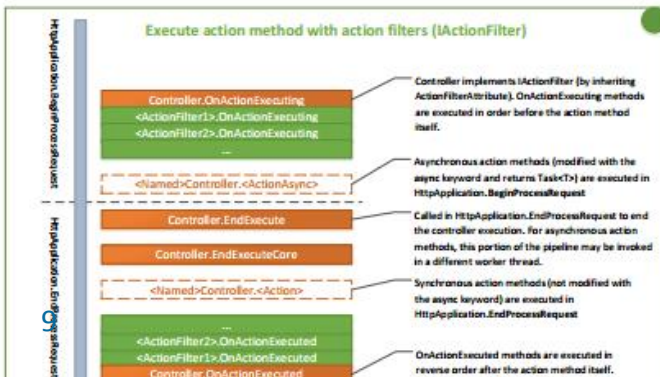 Execute action method with action filters (IActionFilter)
HttpApplication.BeginProcessRequest
Controller.OnActionExecuting
<ActionFilter1>.OnActionExecuting
<ActionFilter2>.OnActionExecuting
...
Controller implements IActionFilter (by inheriting
ActionFilterAttribute). OnActionExecuting methods
are executed in order before the action method
itself.
<Named>Controller.<ActionAsync>
Asynchronous action methods (modified with the
async keyword and returns Task<T>) are executed in
HttpApplication.BeginProcessRequest
HttpApplication.EndProcessRequest
Controller.EndExecute
Called in HttpApplication.EndProcessRequest to end
the controller execution. For asynchronous action
methods, this portion of the pipeline may be invoked
in a different worker thread.
Controller.EndExecuteCore
<Named>Controller.<Action>
Synchronous action methods (not modified with
the async keyword) are executed in
HttpApplication.EndProcessRequest
9
...
<ActionFilter2>.OnActionExecuted
<ActionFilter1>.OnActionExecuted
Controller.OnActionExecuted
OnActionExecuted methods are executed in
reverse order after the action method itself.